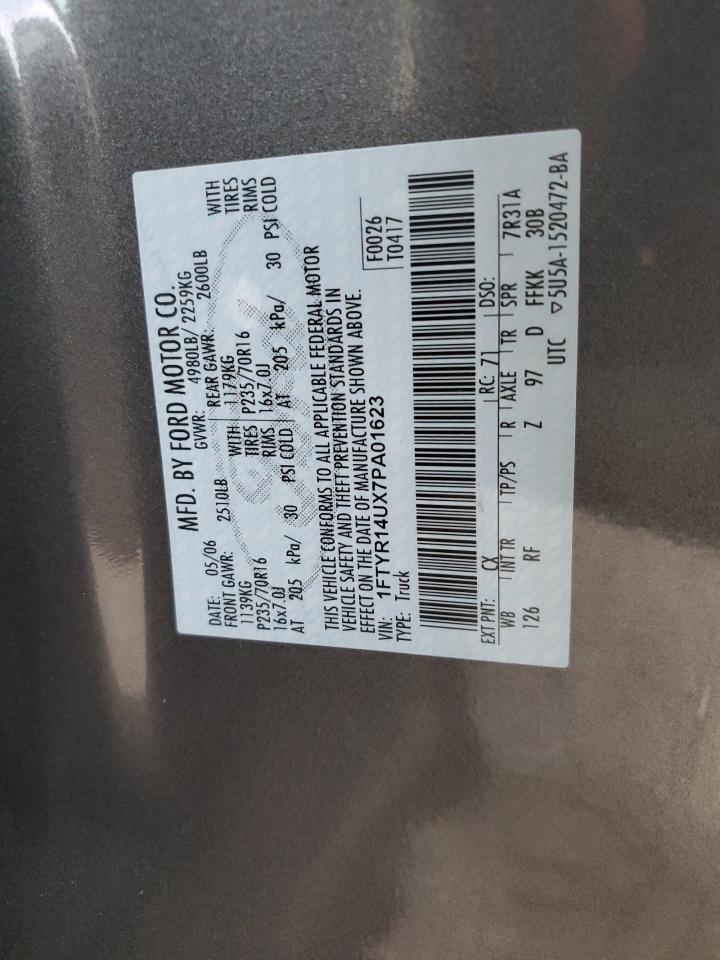 MFD. BY FORD MOTOR CO.
DATE: 05/06 GVWR: 4980LB/ 2259KG
FRONT GAWR: 2510LB REAR GAWR: 2600LB
1139KG WITH 1179KG WITH
P235/70R16 TIRES P235/70R16 TIRES
16x7.0J RIMS 16x7.0J RIMS
AT 205 kPa/ 30 PSI COLD AT 205 kPa/ 30 PSI COLD
THIS VEHICLE CONFORMS TO ALL APPLICABLE FEDERAL MOTOR
VEHICLE SAFETY AND THEFT PREVENTION STANDARDS IN
EFFECT ON THE DATE OF MANUFACTURE SHOWN ABOVE.
VIN: 1FTYR14UX7PA01623 F0026
TYPE: Truck T0417
EXT PNT: CX RC: 71 DSO:
WB INT TR TP/PS R AXLE TR SPR 7R31A
126 RF Z 97 D FFKK 30B
UTC ▽5U5A-1520472-BA